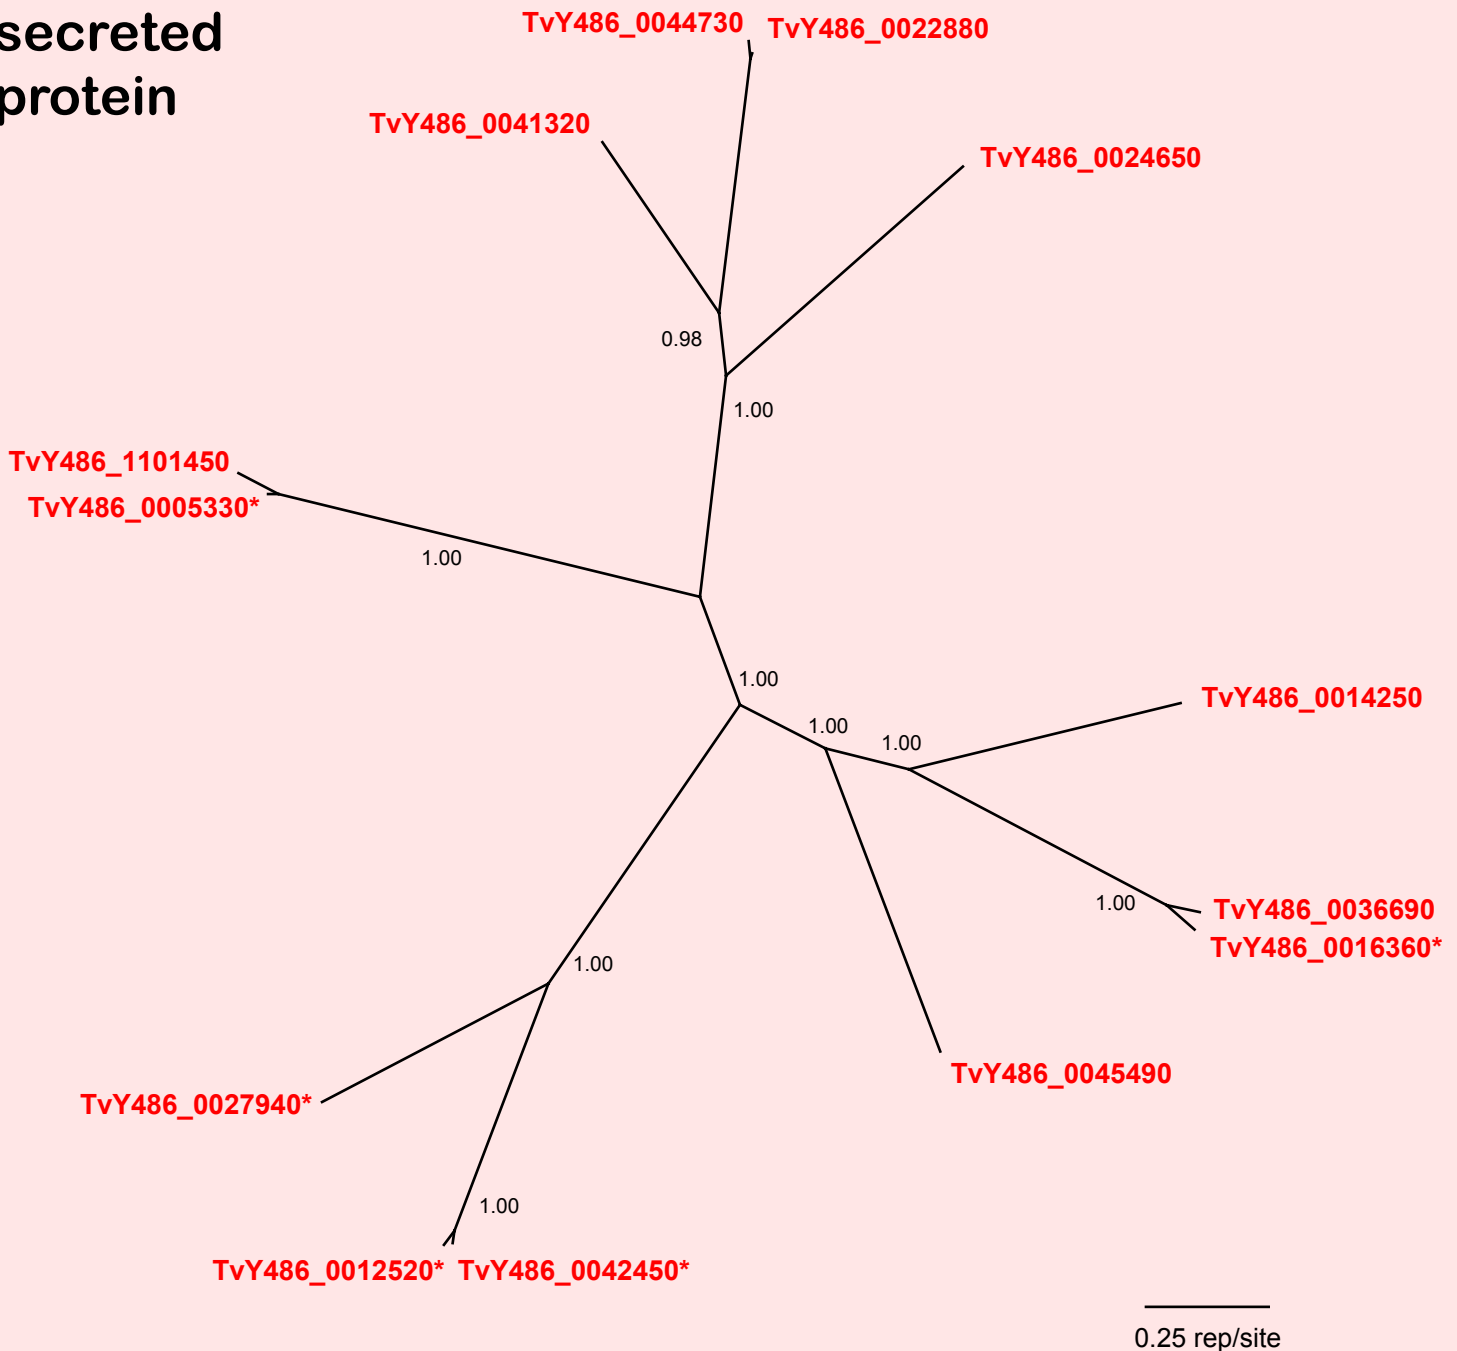 secreted
protein
TvY486_0044730 TvY486_0022880
TvY486_0041320
TvY486_0024650
0.98
1.00
TvY486_1101450
TvY486_0005330*
1.00
1.00
TvY486_0014250
1.00
1.00
1.00
TvY486_0036690
TvY486_0016360*
1.00
TvY486_0045490
TvY486_0027940*
1.00
TvY486_0012520* TvY486_0042450*
0.25 rep/site